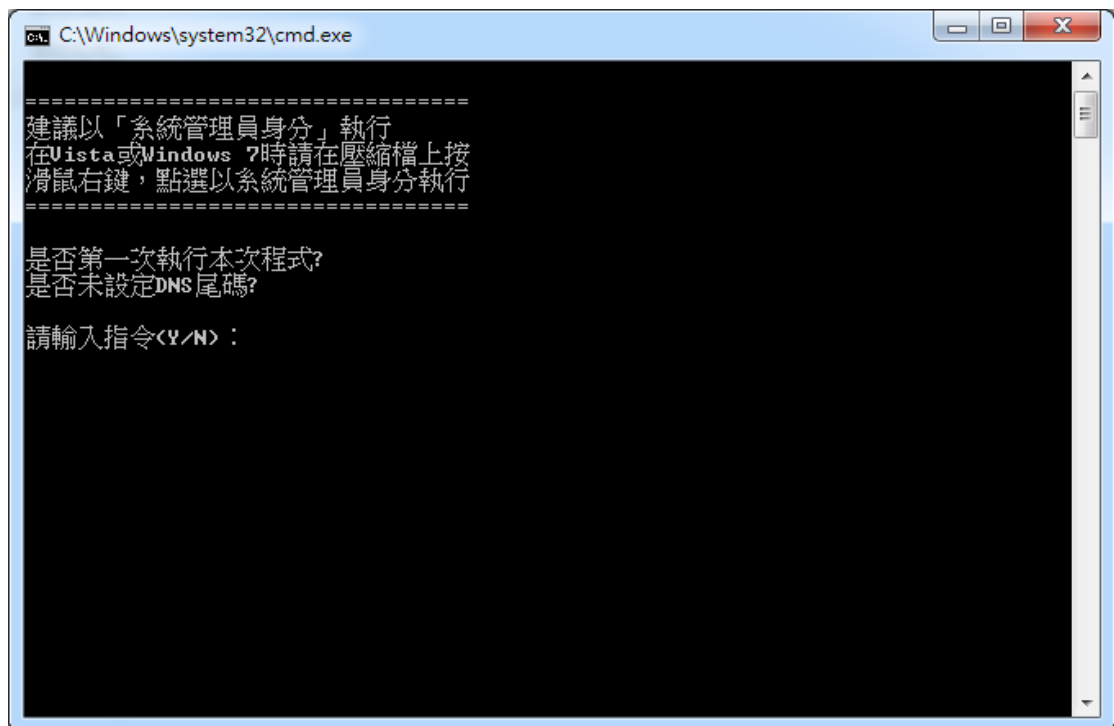 C:\Windows\system32\cmd.exe
==================================
建議以「系統管理員身分」執行
在Vista或Windows 7時請在壓縮檔上按
滑鼠右鍵，點選以系統管理員身分執行
==================================
是否第一次執行本次程式?
是否未設定DNS尾碼?
請輸入指令(Y/N)：